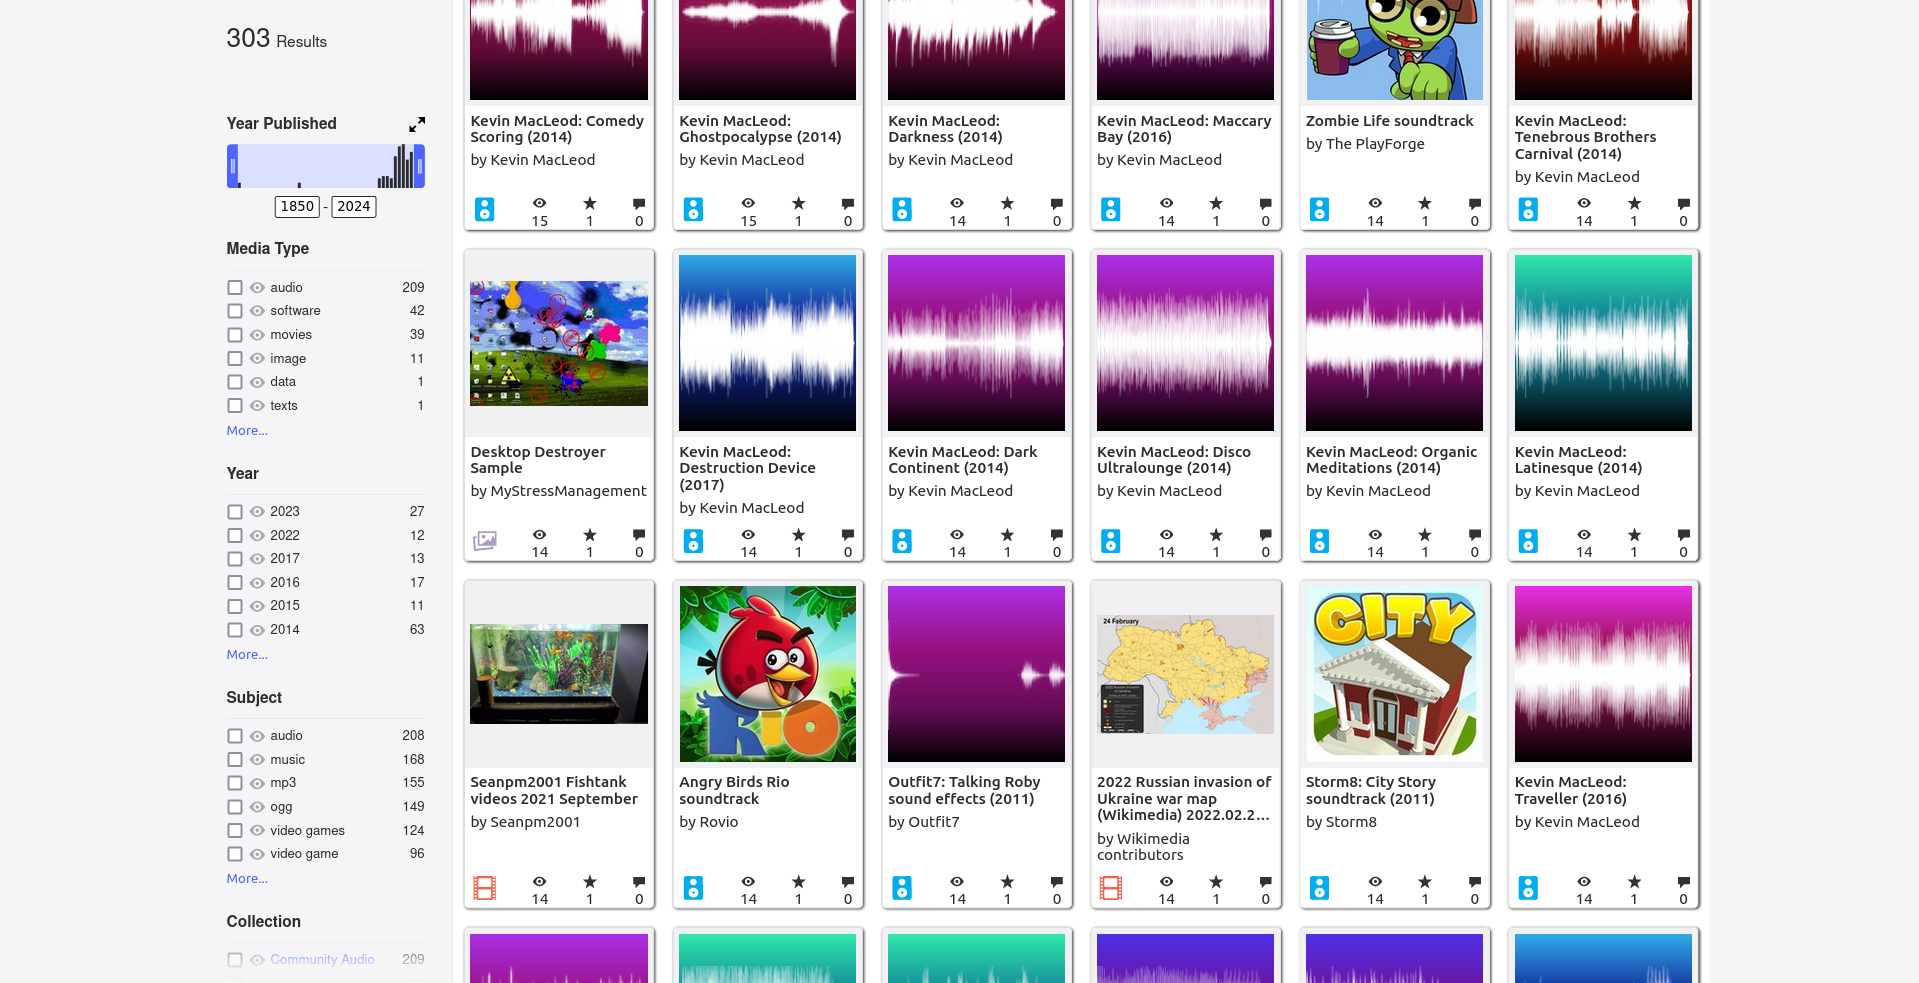 303 Results
Year Published
1850 - 2024
Media Type
audio 209
software 42
movies 39
image 11
data 1
texts 1
More...
Year
2023 27
2022 12
2017 13
2016 17
2015 11
2014 63
More...
Subject
audio 208
music 168
mp3 155
ogg 149
video games 124
video game 96
More...
Collection
Community Audio 209
Kevin MacLeod: Comedy
Scoring (2014)
by Kevin MacLeod
15 1 0
Kevin MacLeod:
Ghostpocalypse (2014)
by Kevin MacLeod
15 1 0
Kevin MacLeod:
Darkness (2014)
by Kevin MacLeod
14 1 0
Kevin MacLeod: Maccary
Bay (2016)
by Kevin MacLeod
14 1 0
Zombie Life soundtrack
by The PlayForge
14 1 0
Kevin MacLeod:
Tenebrous Brothers
Carnival (2014)
by Kevin MacLeod
14 1 0
Desktop Destroyer
Sample
by MyStressManagement
14 1 0
Kevin MacLeod:
Destruction Device
(2017)
by Kevin MacLeod
14 1 0
Kevin MacLeod: Dark
Continent (2014)
by Kevin MacLeod
14 1 0
Kevin MacLeod: Disco
Ultralounge (2014)
by Kevin MacLeod
14 1 0
Kevin MacLeod: Organic
Meditations (2014)
by Kevin MacLeod
14 1 0
Kevin MacLeod:
Latinesque (2014)
by Kevin MacLeod
14 1 0
Seanpm2001 Fishtank
videos 2021 September
by Seanpm2001
14 1 0
RIO
Angry Birds Rio
soundtrack
by Rovio
14 1 0
Outfit7: Talking Roby
sound effects (2011)
by Outfit7
14 1 0
24 February
2022 Russian invasion of
Ukraine war map
(Wikimedia) 2022.02.2...
by Wikimedia
contributors
14 1 0
CITY
Storm8: City Story
soundtrack (2011)
by Storm8
14 1 0
Kevin MacLeod:
Traveller (2016)
by Kevin MacLeod
14 1 0